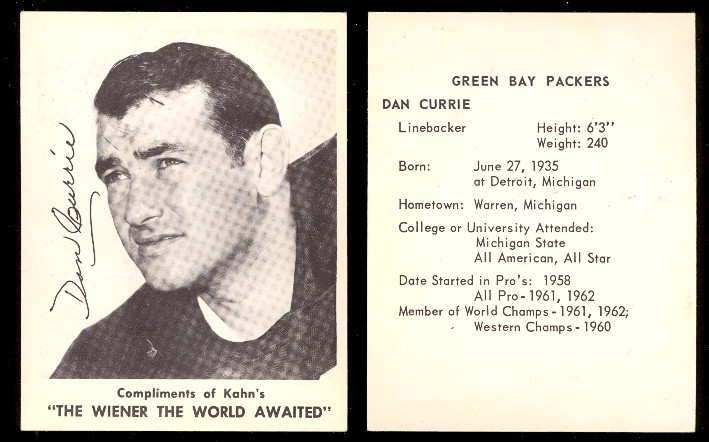 Dan Currie
Compliments of Kahn's
"THE WIENER THE WORLD AWAITED"
GREEN BAY PACKERS
DAN CURRIE
Linebacker Height: 6'3"
Weight: 240
Born: June 27, 1935
at Detroit, Michigan
Hometown: Warren, Michigan
College or University Attended:
Michigan State
All American, All Star
Date Started in Pro's: 1958
All Pro - 1961, 1962
Member of World Champs - 1961, 1962;
Western Champs - 1960